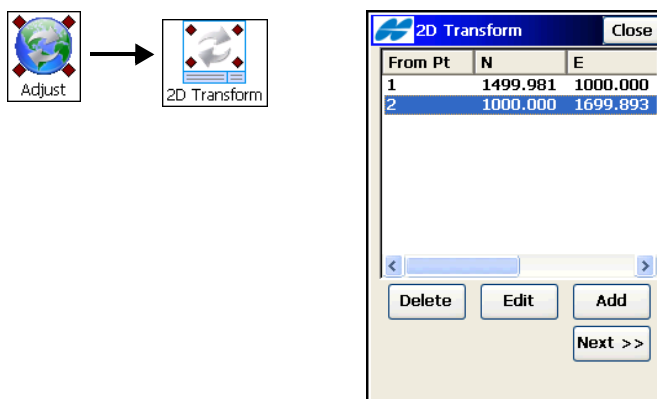 Adjust
2D Transform
2D Transform Close
From Pt N E
1 1499.981 1000.000
2 1000.000 1699.893
Delete Edit Add
Next >>